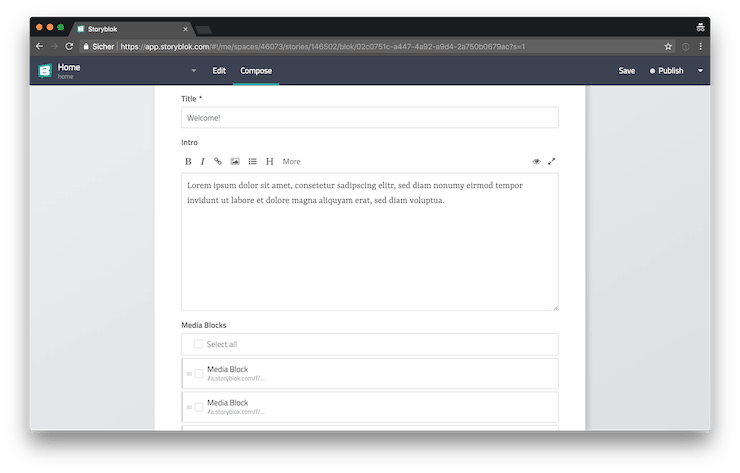 Storyblok
Sicher https://app.storyblok.com/#!/me/spaces/46073/stories/146502/blok/02c0751c-a447-4a92-a9d4-2a750b0679ac?s=1
Home
home
Edit
Compose
Save
Publish
Title *
Welcome!
Intro
B I H More
Lorem ipsum dolor sit amet, consetetur sadipscing elitr, sed diam nonumy eirmod tempor
invidunt ut labore et dolore magna aliquyam erat, sed diam voluptua.
Media Blocks
Select all
Media Block
//a.storyblok.com/f/...
Media Block
//a.storyblok.com/f/...